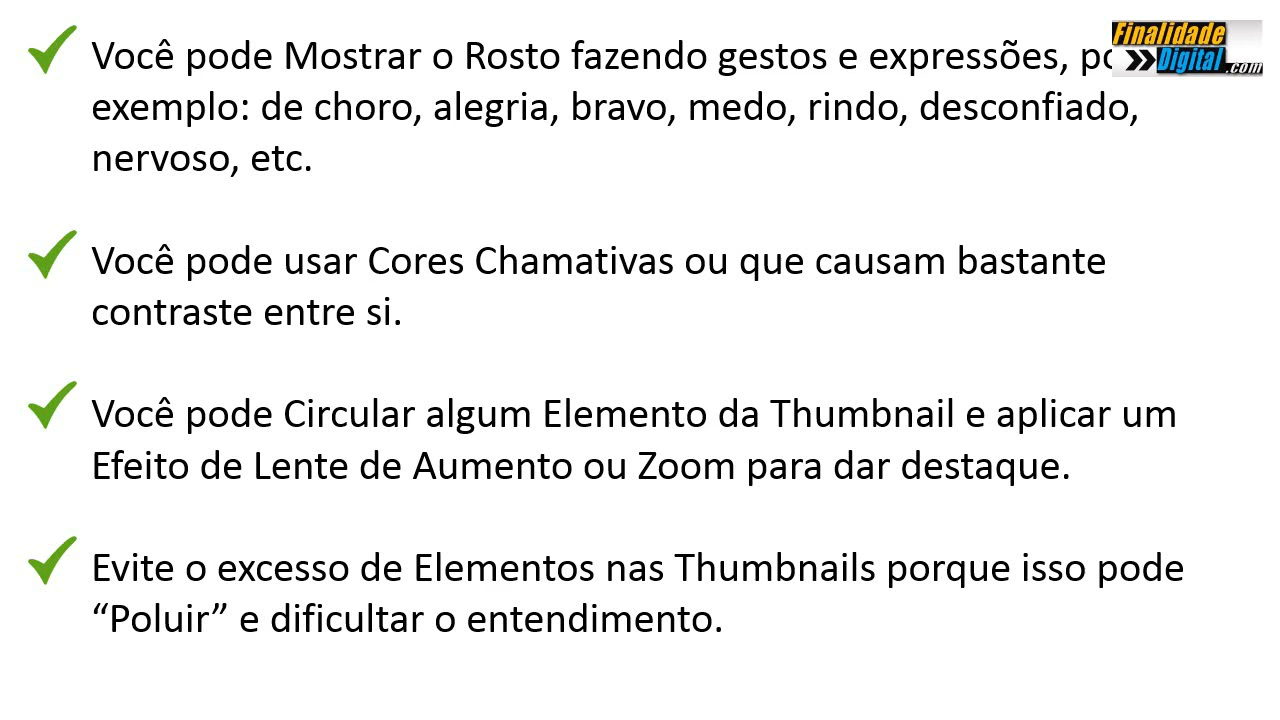 Você pode Mostrar o Rosto fazendo gestos e expressões,
exemplo: de choro, alegria, bravo, medo, rindo, desconfiado,
nervoso, etc.
Você pode usar Cores Chamativas ou que causam bastante
contraste entre si.
Você pode Circular algum Elemento da Thumbnail e aplicar um
Efeito de Lente de Aumento ou Zoom para dar destaque.
Evite o excesso de Elementos nas Thumbnails porque isso pode
“Poluir” e dificultar o entendimento.
Finalidade
Digital.com